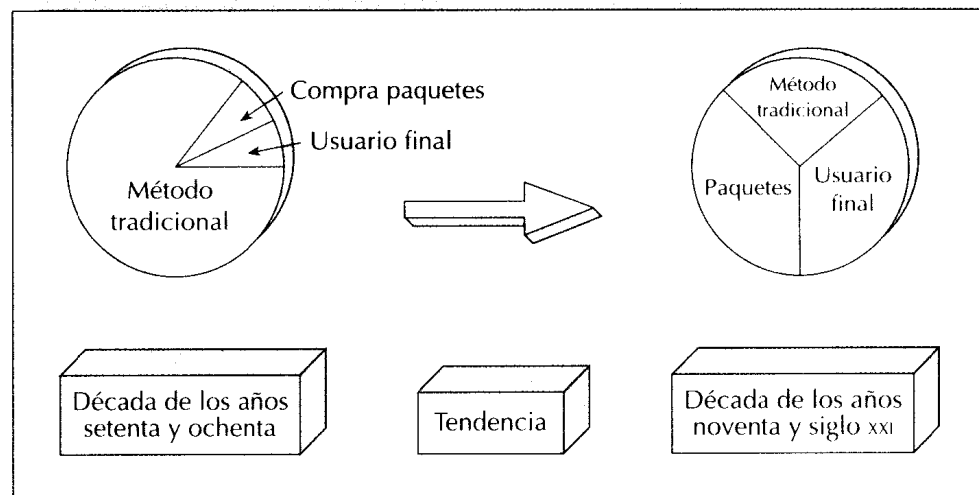 Compra paquetes
Usuario final
Método
tradicional
Método
tradicional
Paquetes
Usuario
final
Década de los años
setenta y ochenta
Tendencia
Década de los años
noventa y siglo XXI